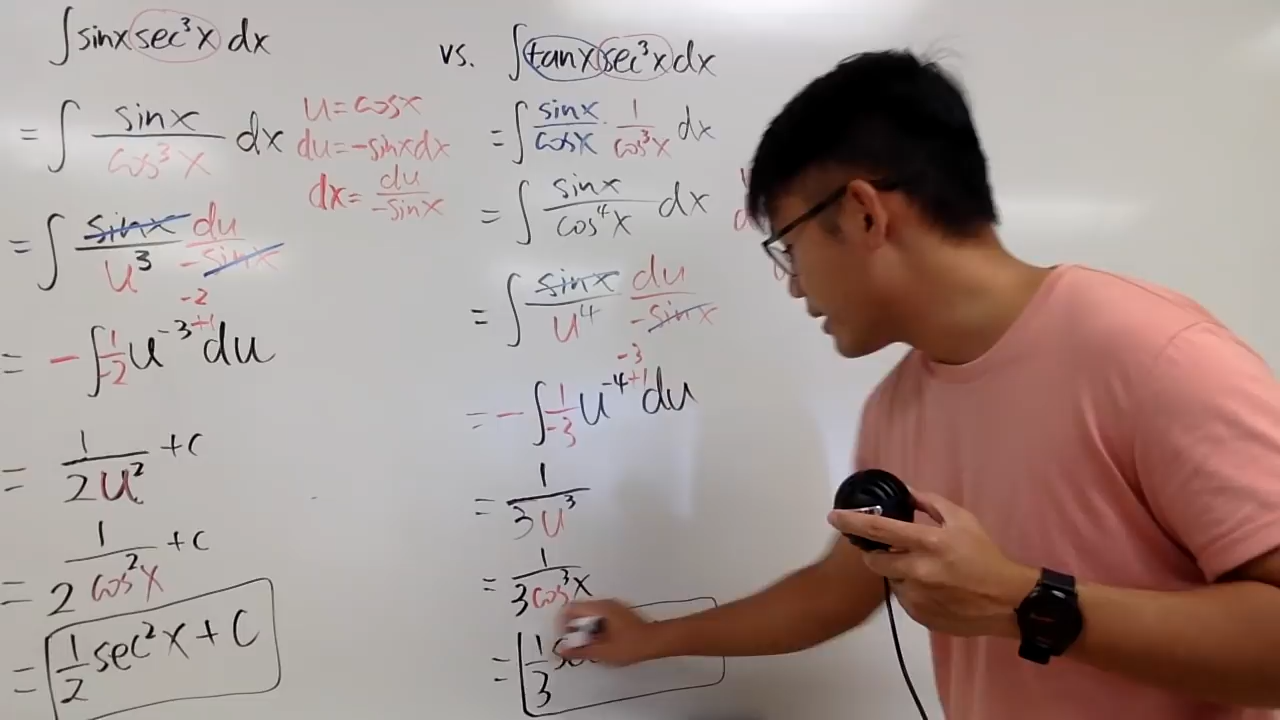 ∫sinx sec³x dx
= ∫ sinx/cos³x dx
u = cosx
du = -sinx dx
dx = du/-sinx
= ∫ sinx/u³ du/-sinx
-2
= - ∫ 1/-2 u⁻³⁺¹ du
= 1/2u² + C
= 1/2cos²x + C
= 1/2 sec²x + C
vs. ∫tanx sec³x dx
= ∫ sinx/cosx · 1/cos³x dx
= ∫ sinx/cos⁴x dx
= ∫ sinx/u⁴ du/-sinx
-3
= - ∫ 1/-3 u⁻⁴⁺¹ du
= 1/3u³
= 1/3cos³x
= 1/3